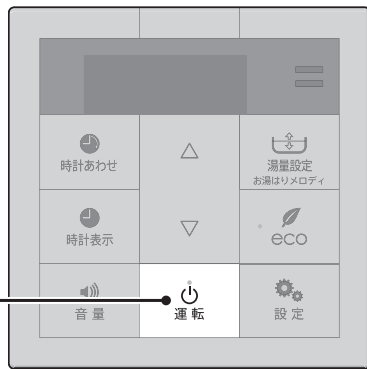 時計あわせ
湯量設定
お湯はりメロディ
時計表示
eco
音量
運転
設定